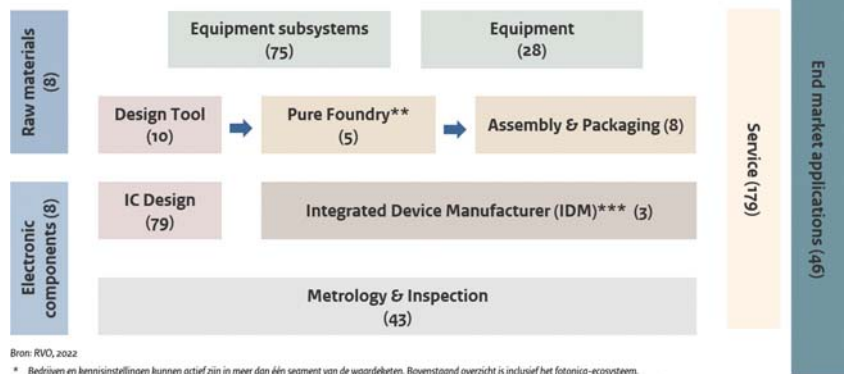 Raw materials
(8)
Equipment subsystems
(75)
Equipment
(28)
Design Tool
(10)
Pure Foundry**
(5)
Assembly & Packaging (8)
Electronic
components (8)
IC Design
(79)
Integrated Device Manufacturer (IDM)*** (3)
Metrology & Inspection
(43)
Service (179)
End market applications (46)
Bron: RVO, 2022
* Bedrijven en kennisinstellingen kunnen actief zijn in meer dan één segment van de waardeketen. Bovenstaand overzicht is inclusief het fotonica-ecosysteem.